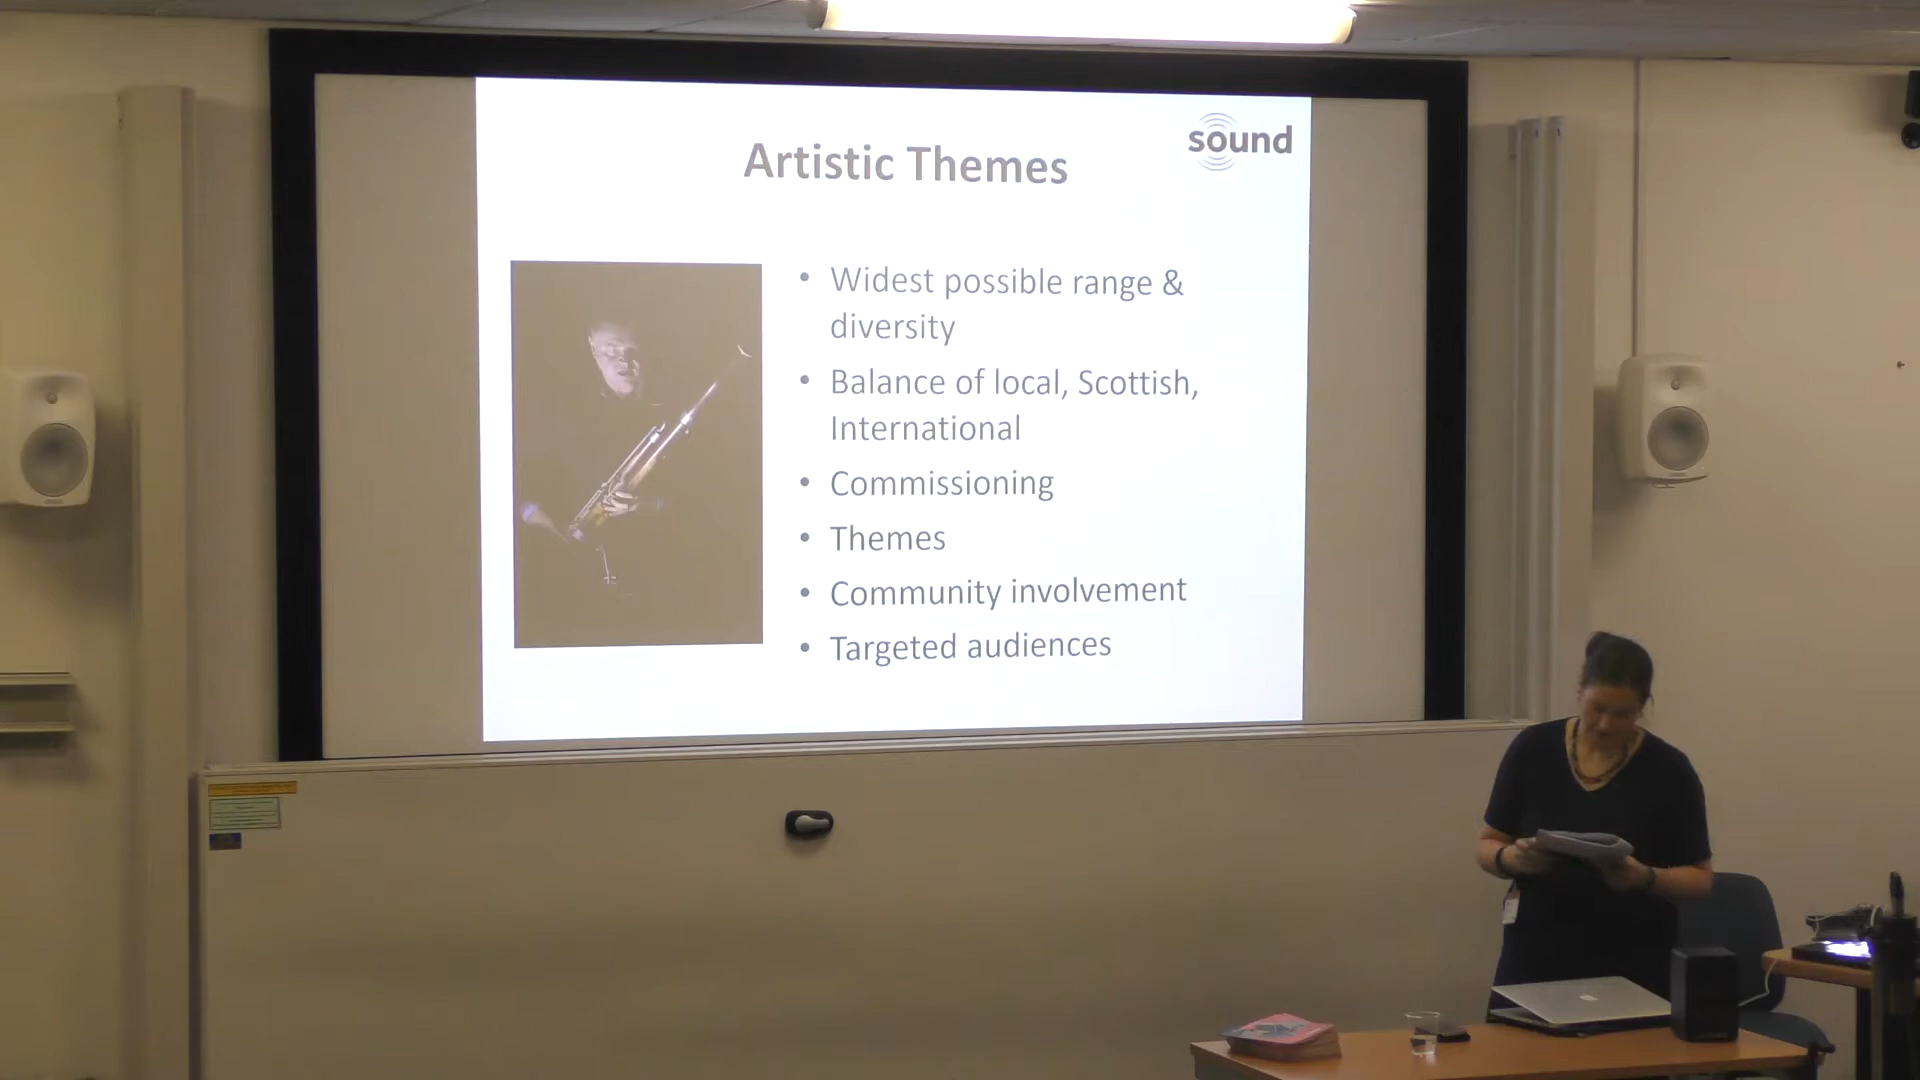 sound
Artistic Themes
• Widest possible range &
diversity
• Balance of local, Scottish,
International
• Commissioning
• Themes
• Community involvement
• Targeted audiences